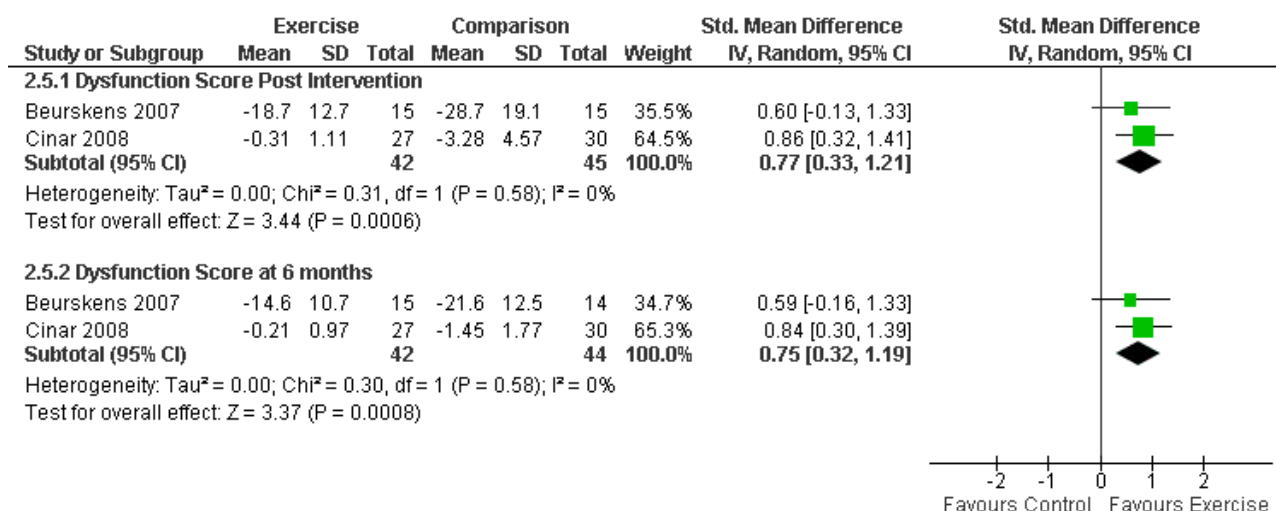 Exercise Comparison Std. Mean Difference Std. Mean Difference
Study or Subgroup Mean SD Total Mean SD Total Weight IV, Random, 95% CI IV, Random, 95% CI
2.5.1 Dysfunction Score Post Intervention
Beurskens 2007 -18.7 12.7 15 -28.7 19.1 15 35.5% 0.60 [-0.13, 1.33]
Cinar 2008 -0.31 1.11 27 -3.28 4.57 30 64.5% 0.86 [0.32, 1.41]
Subtotal (95% CI) 42 45 100.0% 0.77 [0.33, 1.21]
Heterogeneity: Tau² = 0.00; Chi² = 0.31, df = 1 (P = 0.58); I² = 0%
Test for overall effect: Z = 3.44 (P = 0.0006)
2.5.2 Dysfunction Score at 6 months
Beurskens 2007 -14.6 10.7 15 -21.6 12.5 14 34.7% 0.59 [-0.16, 1.33]
Cinar 2008 -0.21 0.97 27 -1.45 1.77 30 65.3% 0.84 [0.30, 1.39]
Subtotal (95% CI) 42 44 100.0% 0.75 [0.32, 1.19]
Heterogeneity: Tau² = 0.00; Chi² = 0.30, df = 1 (P = 0.58); I² = 0%
Test for overall effect: Z = 3.37 (P = 0.0008)
-2 -1 0 1 2
Favours Control Favours Exercise